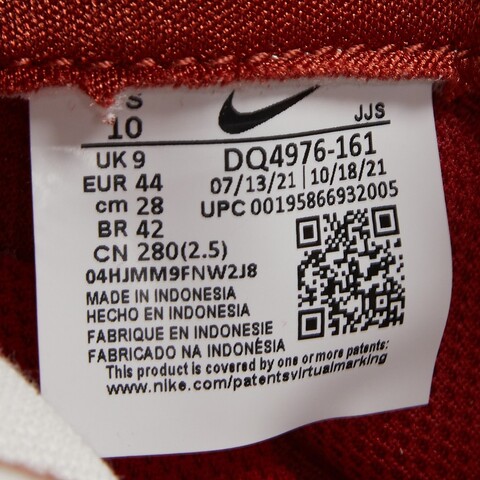 JJS
10
UK 9
DQ4976-161
EUR 44
07/13/21 | 10/18/21
cm 28
UPC 00195866932005
BR 42
CN 280(2.5)
04HJMM9FNW2J8
MADE IN INDONESIA
HECHO EN INDONESIA
FABRIQUE EN INDONESIE
FABRICADO NA INDONÉSIA
This product is covered by one or more patents:
www.nike.com/patentsvirtualmarking